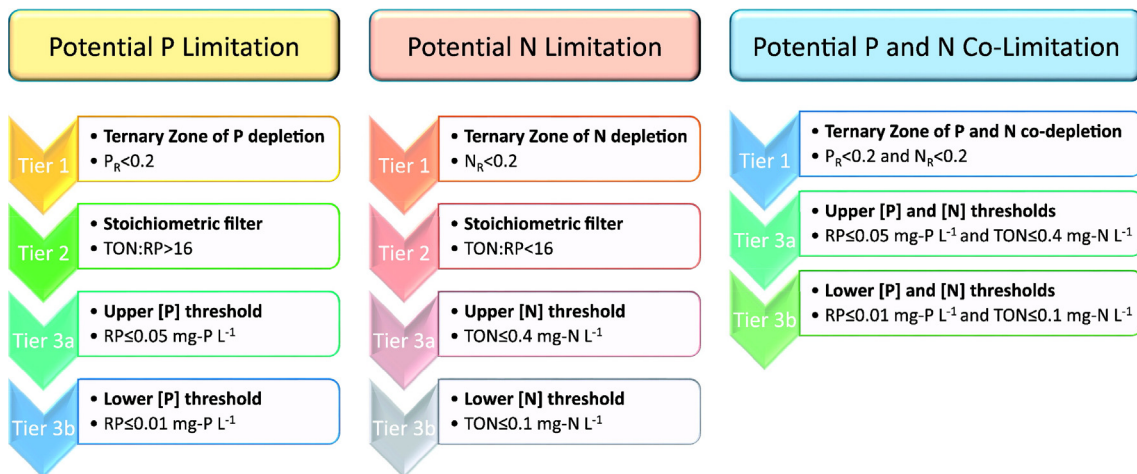 Potential P Limitation
Tier 1
• Ternary Zone of P depletion
• P_R<0.2
Tier 2
• Stoichiometric filter
• TON:RP>16
Tier 3a
• Upper [P] threshold
• RP≤0.05 mg-P L⁻¹
Tier 3b
• Lower [P] threshold
• RP≤0.01 mg-P L⁻¹
Potential N Limitation
Tier 1
• Ternary Zone of N depletion
• N_R<0.2
Tier 2
• Stoichiometric filter
• TON:RP<16
Tier 3a
• Upper [N] threshold
• TON≤0.4 mg-N L⁻¹
Tier 3b
• Lower [N] threshold
• TON≤0.1 mg-N L⁻¹
Potential P and N Co-Limitation
Tier 1
• Ternary Zone of P and N co-depletion
• P_R<0.2 and N_R<0.2
Tier 3a
• Upper [P] and [N] thresholds
• RP≤0.05 mg-P L⁻¹ and TON≤0.4 mg-N L⁻¹
Tier 3b
• Lower [P] and [N] thresholds
• RP≤0.01 mg-P L⁻¹ and TON≤0.1 mg-N L⁻¹